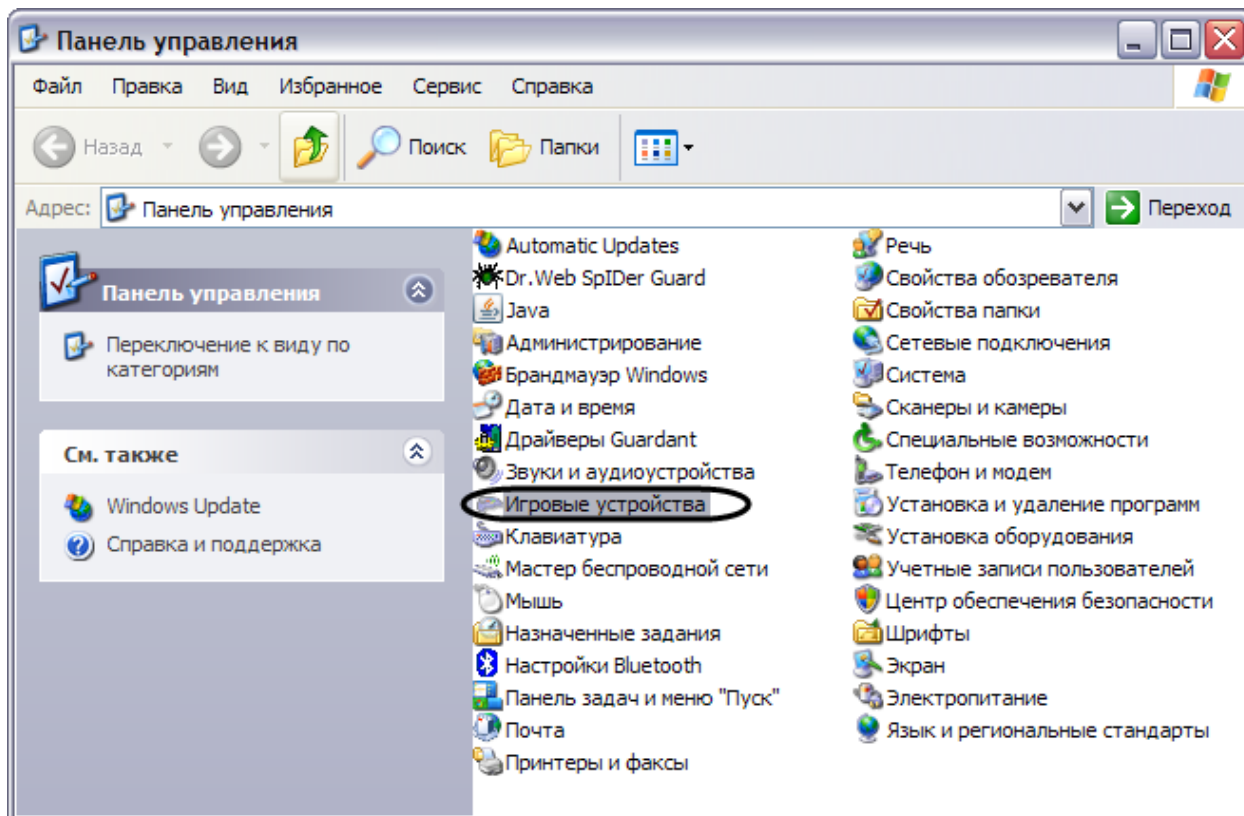 Панель управления
Файл Правка Вид Избранное Сервис Справка
Назад Поиск Папки
Адрес: Панель управления Переход
Панель управления
Переключение к виду по
категориям
См. также
Windows Update
Справка и поддержка
Automatic Updates
Dr.Web SpIDer Guard
Java
Администрирование
Брандмауэр Windows
Дата и время
Драйверы Guardant
Звуки и аудиоустройства
Игровые устройства
Клавиатура
Мастер беспроводной сети
Мышь
Назначенные задания
Настройки Bluetooth
Панель задач и меню "Пуск"
Почта
Принтеры и факсы
Речь
Свойства обозревателя
Свойства папки
Сетевые подключения
Система
Сканеры и камеры
Специальные возможности
Телефон и модем
Установка и удаление программ
Установка оборудования
Учетные записи пользователей
Центр обеспечения безопасности
Шрифты
Экран
Электропитание
Язык и региональные стандарты